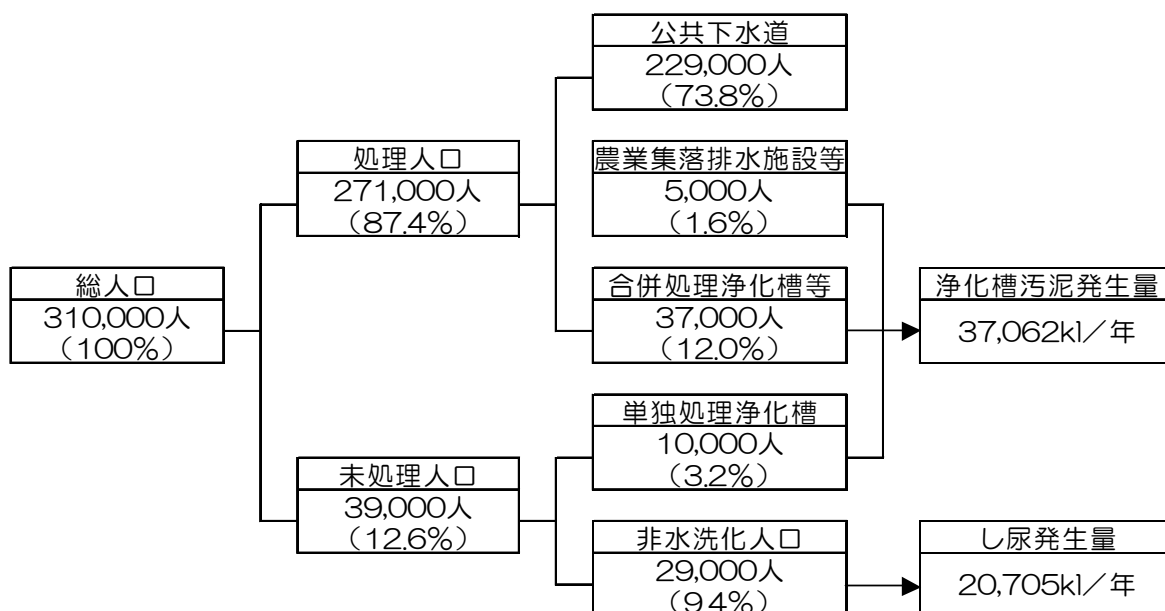 公共下水道
229,000人
(73.8%)
処理人口
271,000人
(87.4%)
農業集落排水施設等
5,000人
(1.6%)
総人口
310,000人
(100%)
合併処理浄化槽等
37,000人
(12.0%)
浄化槽汚泥発生量
37,062kl/年
単独処理浄化槽
10,000人
(3.2%)
未処理人口
39,000人
(12.6%)
非水洗化人口
29,000人
(9.4%)
し尿発生量
20,705kl/年